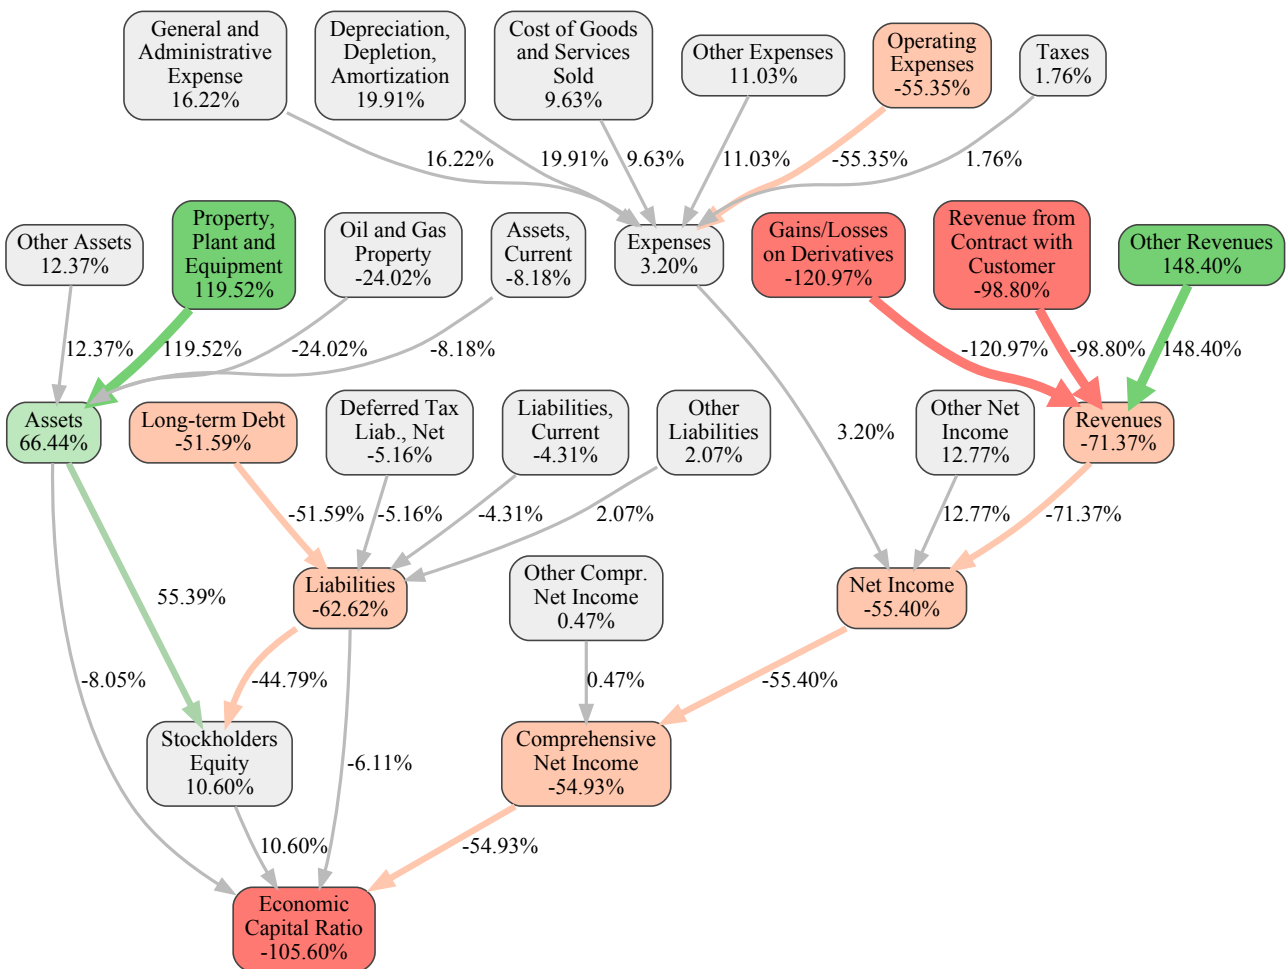 General and
Administrative
Expense
16.22%
Depreciation,
Depletion,
Amortization
19.91%
Cost of Goods
and Services
Sold
9.63%
Other Expenses
11.03%
Operating
Expenses
-55.35%
Taxes
1.76%
16.22%
19.91%
9.63%
11.03%
-55.35%
1.76%
Other Assets
12.37%
Property,
Plant and
Equipment
119.52%
Oil and Gas
Property
-24.02%
Assets,
Current
-8.18%
Expenses
3.20%
Gains/Losses
on Derivatives
-120.97%
Revenue from
Contract with
Customer
-98.80%
Other Revenues
148.40%
12.37%
119.52%
-24.02%
-8.18%
-120.97%
-98.80%
148.40%
Assets
66.44%
Long-term Debt
-51.59%
Deferred Tax
Liab., Net
-5.16%
Liabilities,
Current
-4.31%
Other
Liabilities
2.07%
3.20%
Other Net
Income
12.77%
Revenues
-71.37%
-51.59%
-5.16%
-4.31%
2.07%
12.77%
-71.37%
55.39%
Liabilities
-62.62%
Other Compr.
Net Income
0.47%
Net Income
-55.40%
-8.05%
-44.79%
0.47%
-55.40%
Stockholders
Equity
10.60%
-6.11%
Comprehensive
Net Income
-54.93%
10.60%
-54.93%
Economic
Capital Ratio
-105.60%